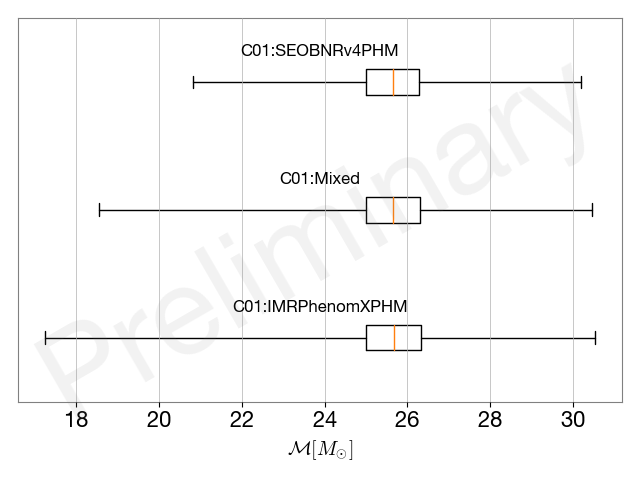 C01:SEOBNRv4PHM
C01:Mixed
C01:IMRPhenomXPHM
Preliminary
18 20 22 24 26 28 30
ℳ[M⊙]